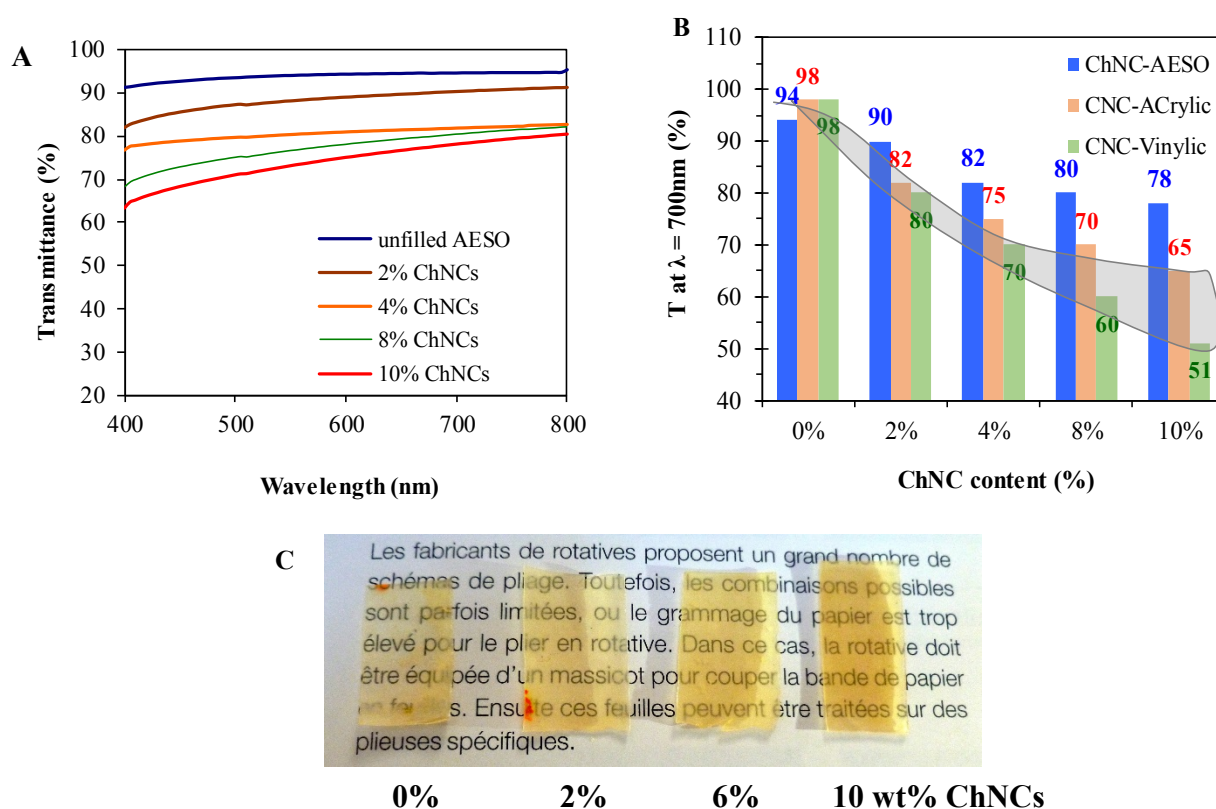 A
Transmittance (%)
100
90
80
70
60
50
40
30
20
unfilled AESO
2% ChNCs
4% ChNCs
8% ChNCs
10% ChNCs
400
500
600
700
800
Wavelength (nm)
B
T at λ = 700nm (%)
110
100
90
80
70
60
50
40
ChNC-AESO
CNC-ACrylic
CNC-Vinylic
94
98
98
90
82
80
82
75
70
80
70
60
78
65
51
0%
2%
4%
8%
10%
ChNC content (%)
C
Les fabricants de rotatives proposent un grand nombre de
schémas de pliage. Toutefois, les combinaisons possibles
sont parfois limitées, ou le grammage du papier est trop
élevé pour le plier en rotative. Dans ce cas, la rotative doit
être équipée d'un massicot pour couper la bande de papier
en feuilles. Ensuite ces feuilles peuvent être traitées sur des
plieuses spécifiques.
0% 2% 6% 10 wt% ChNCs